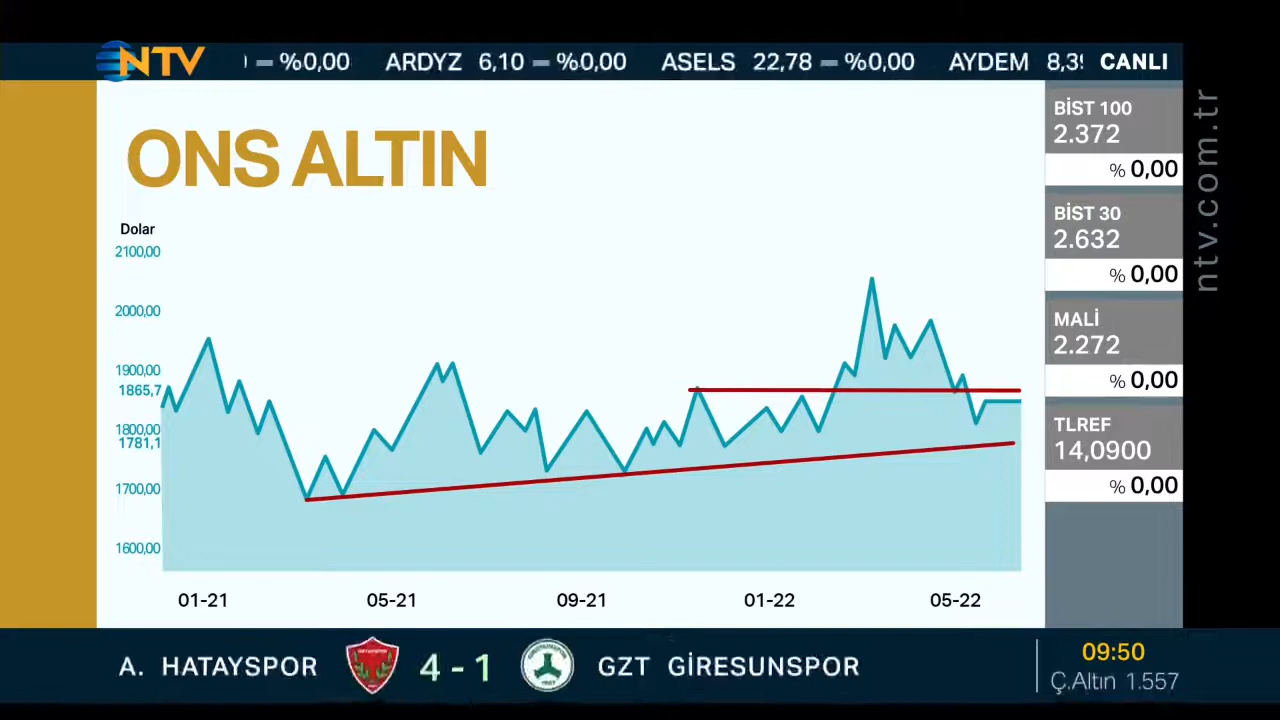 NTV
) — %0,00 ARDYZ 6,10 — %0,00 ASELS 22,78 — %0,00 AYDEM 8,39 CANLI
ONS ALTIN
Dolar
2100,00
2000,00
1900,00
1865,7
1800,00
1781,1
1700,00
1600,00
01-21 05-21 09-21 01-22 05-22
BİST 100
2.372
% 0,00
BİST 30
2.632
% 0,00
MALİ
2.272
% 0,00
TLREF
14,0900
% 0,00
ntv.com.tr
A. HATAYSPOR 4 - 1 GZT GİRESUNSPOR
09:50
Ç.Altın 1.557